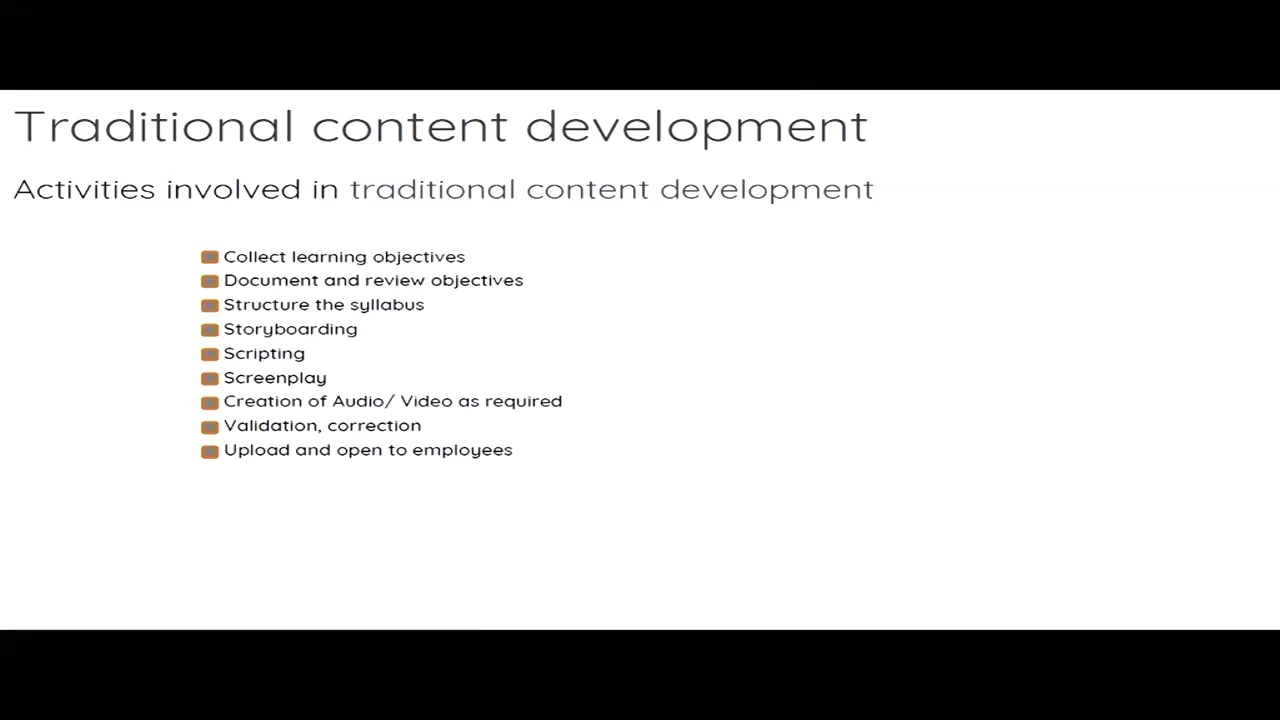 Traditional content development
Activities involved in traditional content development
Collect learning objectives
Document and review objectives
Structure the syllabus
Storyboarding
Scripting
Screenplay
Creation of Audio/ Video as required
Validation, correction
Upload and open to employees